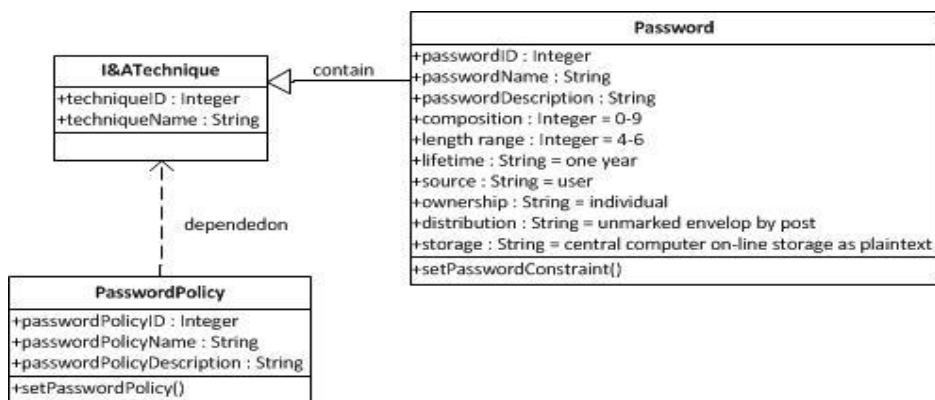 I&ATechnique
+techniqueID : Integer
+techniqueName : String
contain
Password
+passwordID : Integer
+passwordName : String
+passwordDescription : String
+composition : Integer = 0-9
+length range : Integer = 4-6
+lifetime : String = one year
+source : String = user
+ownership : String = individual
+distribution : String = unmarked envelop by post
+storage : String = central computer on-line storage as plaintext
+setPasswordConstraint()
dependedon
PasswordPolicy
+passwordPolicyID : Integer
+passwordPolicyName : String
+passwordPolicyDescription : String
+setPasswordPolicy()